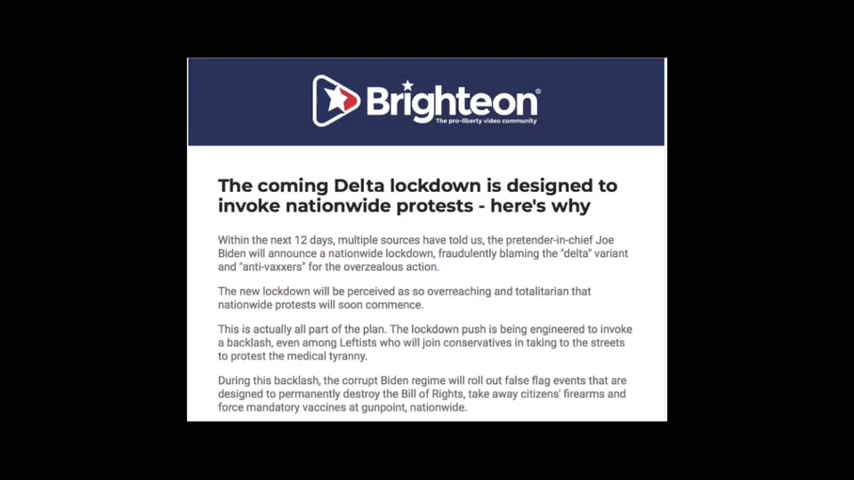 Brighteon®
The pro-liberty video community
The coming Delta lockdown is designed to
invoke nationwide protests - here's why
Within the next 12 days, multiple sources have told us, the pretender-in-chief Joe
Biden will announce a nationwide lockdown, fraudulently blaming the "delta" variant
and "anti-vaxxers" for the overzealous action.
The new lockdown will be perceived as so overreaching and totalitarian that
nationwide protests will soon commence.
This is actually all part of the plan. The lockdown push is being engineered to invoke
a backlash, even among Leftists who will join conservatives in taking to the streets
to protest the medical tyranny.
During this backlash, the corrupt Biden regime will roll out false flag events that are
designed to permanently destroy the Bill of Rights, take away citizens' firearms and
force mandatory vaccines at gunpoint, nationwide.